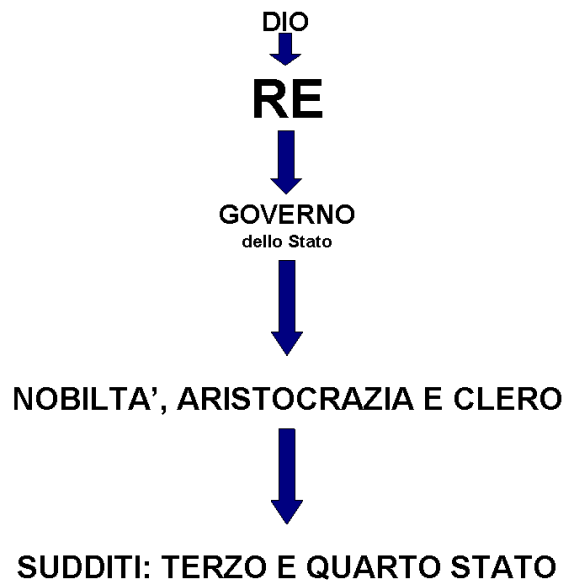 DIO
RE
GOVERNO
dello Stato
NOBILTA’, ARISTOCRAZIA E CLERO
SUDDITI: TERZO E QUARTO STATO